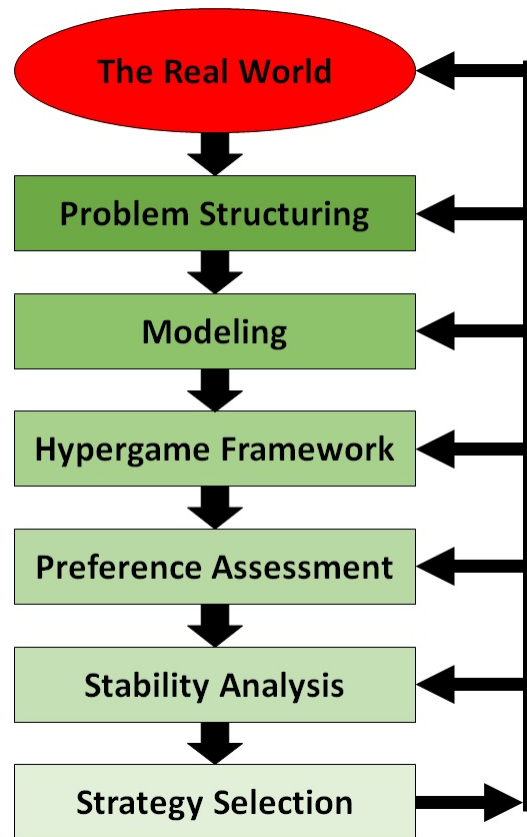 The Real World
Problem Structuring
Modeling
Hypergame Framework
Preference Assessment
Stability Analysis
Strategy Selection